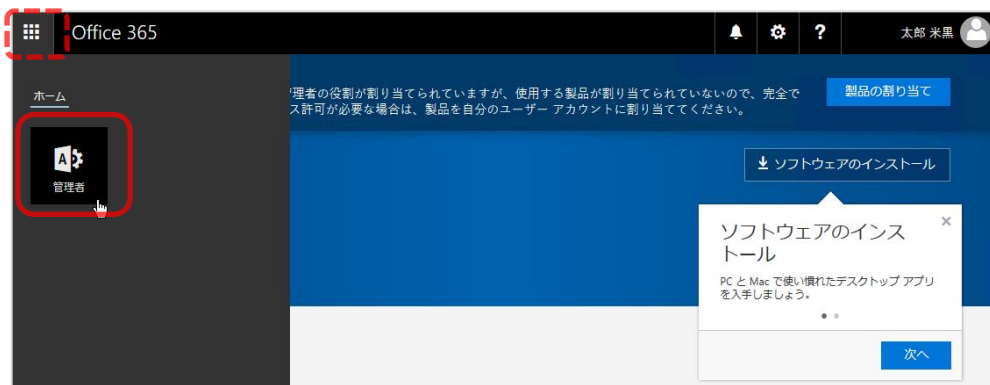 Office 365
?
太郎 米黒
ホーム
理者の役割が割り当てられていますが、使用する製品が割り当てられていないので、完全で
ス許可が必要な場合は、製品を自分のユーザー アカウントに割り当ててください。
製品の割り当て
A
管理者
ソフトウェアのインストール
ソフトウェアのインス
トール
×
PC と Mac で使い慣れたデスクトップ アプリ
を入手しましょう。
次へ